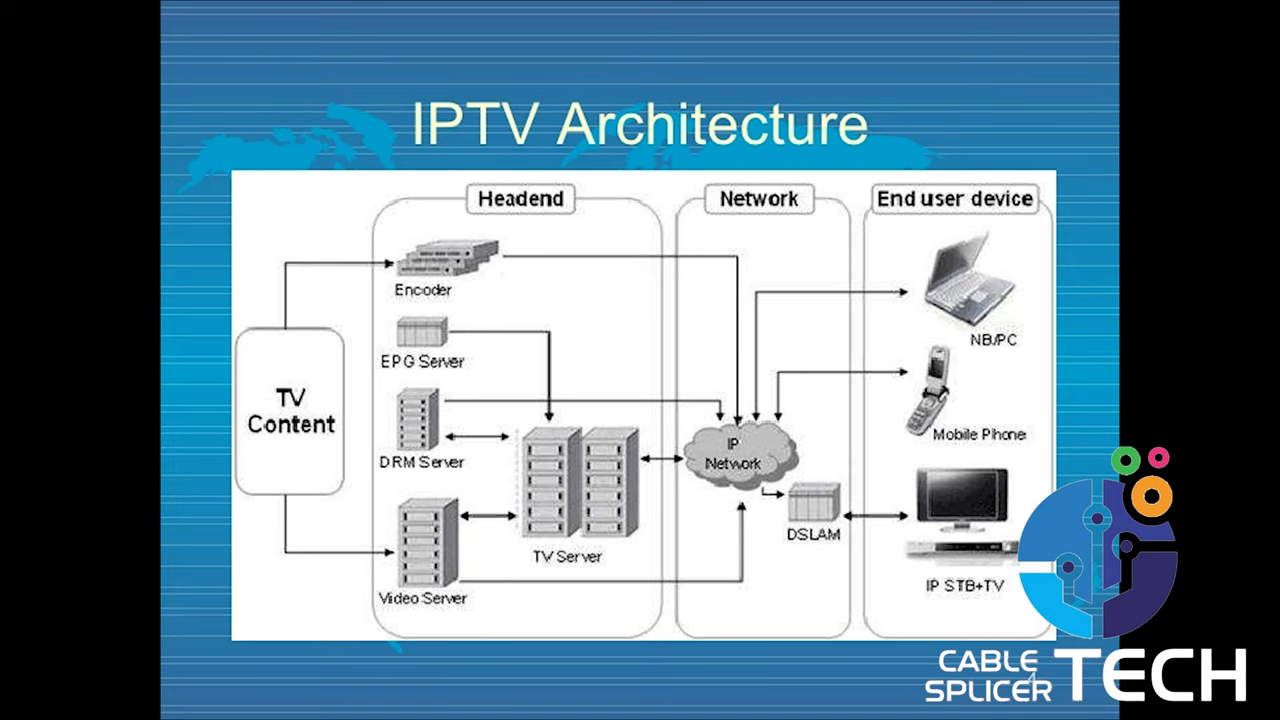 IPTV Architecture
Headend
Network
End user device
Encoder
EPG Server
DRM Server
TV
Content
TV Server
Video Server
IP
Network
DSLAM
NB/PC
Mobile Phone
IP STB+TV
CABLE
SPLICER
TECH
4